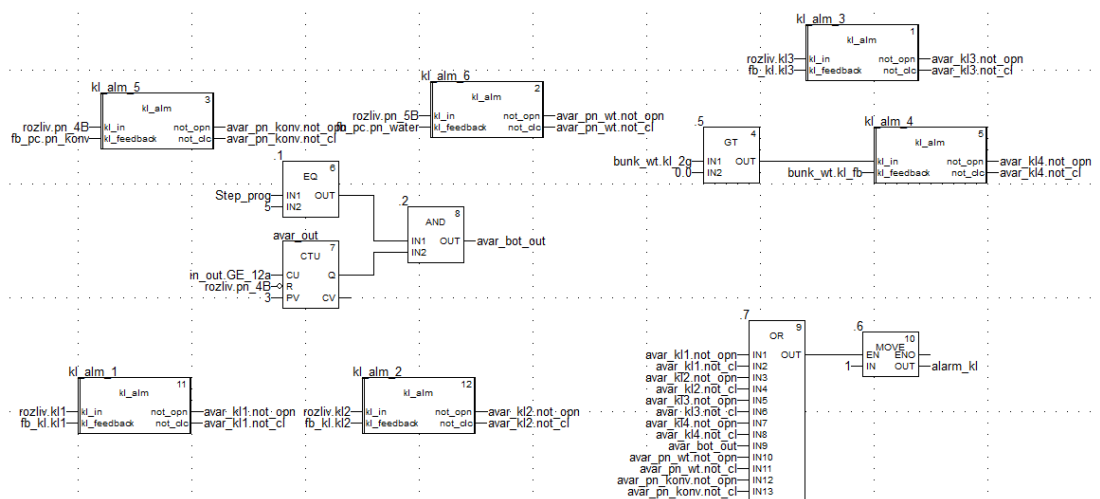 kl_alm_3
1
kl_alm
rozliv.kl3 kl_in not_opn avar_kl3.not_opn
fb_kl.kl3 kl_feedback not_clc avar_kl3.not_cl
kl_alm_5
3
kl_alm
rozliv.pn_4B kl_in not_opn avar_pn_konv.not_opn
fb_pc.pn_konv kl_feedback not_clc avar_pn_konv.not_cl
kl_alm_6
2
kl_alm
rozliv.pn_5B kl_in not_opn avar_pn_wt.not_opn
fb_pc.pn_water kl_feedback not_clc avar_pn_wt.not_cl
.5
4
GT
bunk_wt.kl_2g IN1 OUT
0.0 IN2
kl_alm_4
5
kl_alm
kl_in not_opn avar_kl4.not_opn
bunk_wt.kl_fb kl_feedback not_clc avar_kl4.not_cl
.1
6
EQ
Step_prog IN1 OUT
5 IN2
.2
8
AND
IN1 OUT avar_bot_out
IN2
avar_out
7
CTU
in_out.GE_12a CU Q
rozliv.pn_4B R
3 PV CV
.7
9
OR
avar_kl1.not_opn IN1 OUT
avar_kl1.not_cl IN2
avar_kl2.not_opn IN3
avar_kl2.not_cl IN4
avar_kl3.not_opn IN5
avar_kl3.not_cl IN6
avar_kl4.not_opn IN7
avar_kl4.not_cl IN8
avar_bot_out IN9
avar_pn_wt.not_opn IN10
avar_pn_wt.not_cl IN11
avar_pn_konv.not_opn IN12
avar_pn_konv.not_cl IN13
.6
10
MOVE
EN ENO
1 IN OUT alarm_kl
kl_alm_1
11
kl_alm
rozliv.kl1 kl_in not_opn avar_kl1.not_opn
fb_kl.kl1 kl_feedback not_clc avar_kl1.not_cl
kl_alm_2
12
kl_alm
rozliv.kl2 kl_in not_opn avar_kl2.not_opn
fb_kl.kl2 kl_feedback not_clc avar_kl2.not_cl